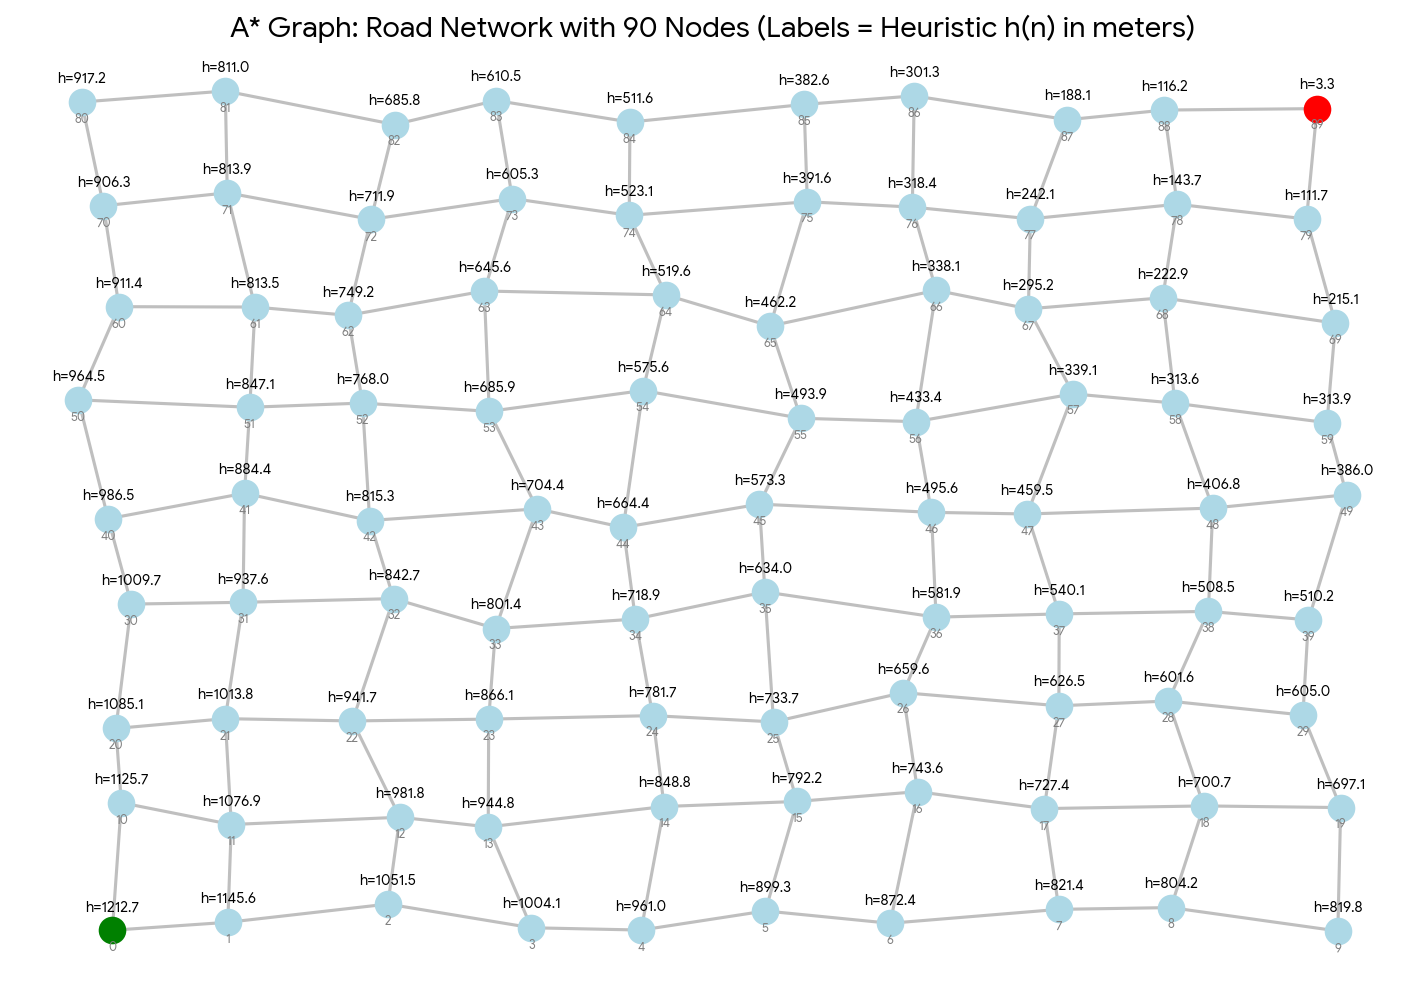 A* Graph: Road Network with 90 Nodes (Labels = Heuristic h(n) in meters)
h=917.2
h=811.0
h=685.8
h=610.5
h=511.6
h=382.6
h=301.3
h=188.1
h=116.2
h=3.3
80
81
82
83
84
85
86
87
88
89
h=906.3
h=813.9
h=711.9
h=605.3
h=523.1
h=391.6
h=318.4
h=242.1
h=143.7
h=111.7
70
71
72
73
74
75
76
77
78
79
h=911.4
h=813.5
h=749.2
h=645.6
h=519.6
h=462.2
h=338.1
h=295.2
h=222.9
h=215.1
60
61
62
63
64
65
66
67
68
69
h=964.5
h=847.1
h=768.0
h=685.9
h=575.6
h=493.9
h=433.4
h=339.1
h=313.6
h=313.9
50
51
52
53
54
55
56
57
58
59
h=986.5
h=884.4
h=815.3
h=704.4
h=664.4
h=573.3
h=495.6
h=459.5
h=406.8
h=386.0
40
41
42
43
44
45
46
47
48
49
h=1009.7
h=937.6
h=842.7
h=801.4
h=718.9
h=634.0
h=581.9
h=540.1
h=508.5
h=510.2
30
31
32
33
34
35
36
37
38
39
h=1085.1
h=1013.8
h=941.7
h=866.1
h=781.7
h=733.7
h=659.6
h=626.5
h=601.6
h=605.0
20
21
22
23
24
25
26
27
28
29
h=1125.7
h=1076.9
h=981.8
h=944.8
h=848.8
h=792.2
h=743.6
h=727.4
h=700.7
h=697.1
10
11
12
13
14
15
16
17
18
19
h=1212.7
h=1145.6
h=1051.5
h=1004.1
h=961.0
h=899.3
h=872.4
h=821.4
h=804.2
h=819.8
0
1
2
3
4
5
6
7
8
9